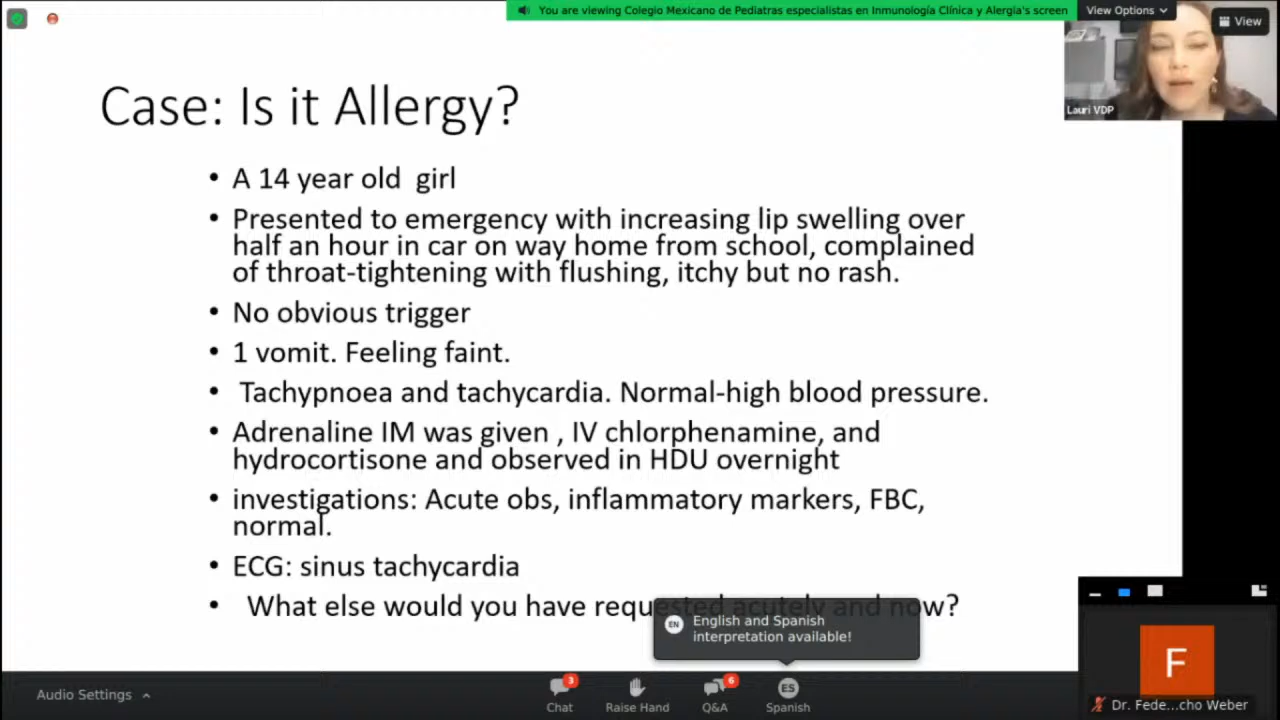 You are viewing Colegio Mexicano de Pediatras especialistas en Inmunología Clínica y Alergia's screen
View Options
View
Lauri VDP
Case: Is it Allergy?
• A 14 year old girl
• Presented to emergency with increasing lip swelling over
half an hour in car on way home from school, complained
of throat-tightening with flushing, itchy but no rash.
• No obvious trigger
• 1 vomit. Feeling faint.
• Tachypnoea and tachycardia. Normal-high blood pressure.
• Adrenaline IM was given , IV chlorphenamine, and
hydrocortisone and observed in HDU overnight
• investigations: Acute obs, inflammatory markers, FBC,
normal.
• ECG: sinus tachycardia
• What else would you have requested acutely and now?
EN
English and Spanish
interpretation available!
F
Dr. Fede...cho Weber
Audio Settings
3
Chat
Raise Hand
6
Q&A
ES
Spanish